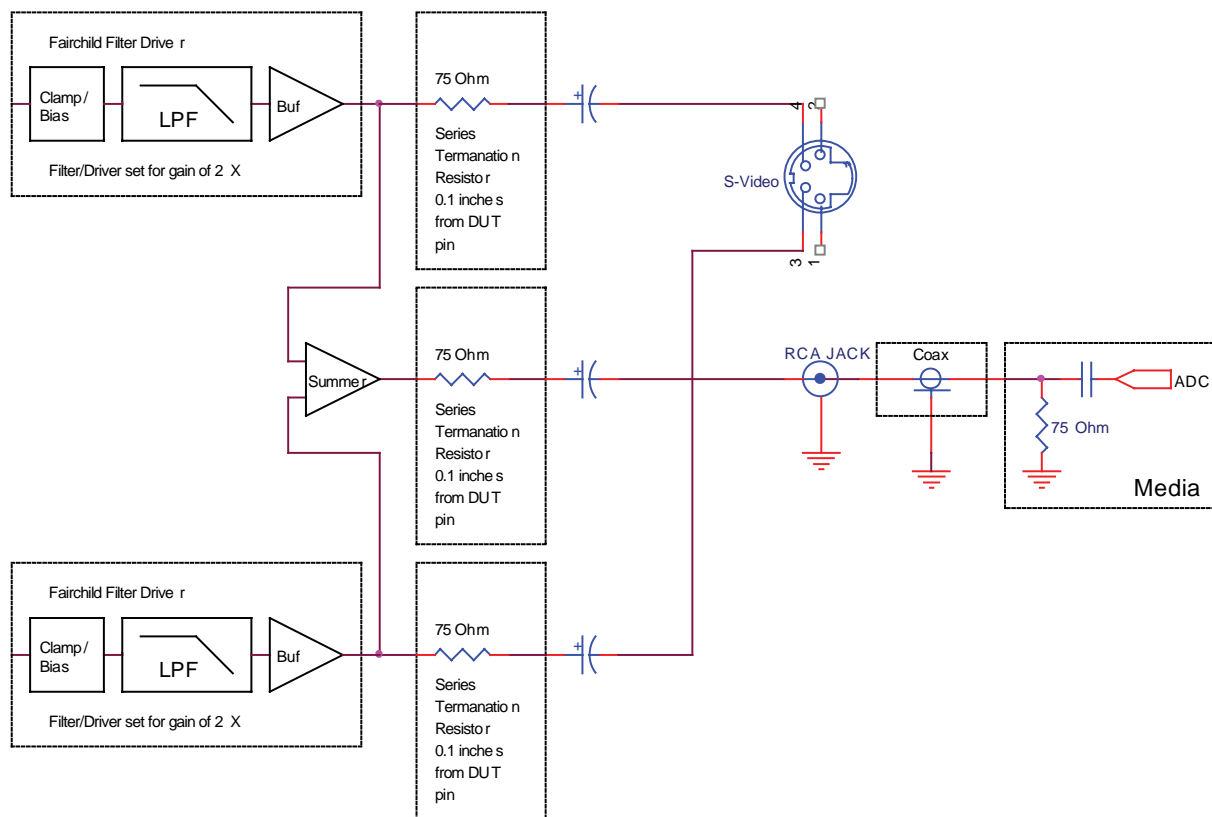 Fairchild Filter Drive r
Clamp /
Bias
LPF
Buf
Filter/Driver set for gain of 2 X
75 Ohm
Series
Termanatio n
Resisto r
0.1 inche s
from DUT
pin
+
4
2
S-Video
3
1
Summe r
75 Ohm
Series
Termanatio n
Resisto r
0.1 inche s
from DUT
pin
+
RCA JACK
Coax
ADC
75 Ohm
Media
Fairchild Filter Drive r
Clamp /
Bias
LPF
Buf
Filter/Driver set for gain of 2 X
75 Ohm
Series
Termanatio n
Resisto r
0.1 inche s
from DUT
pin
+